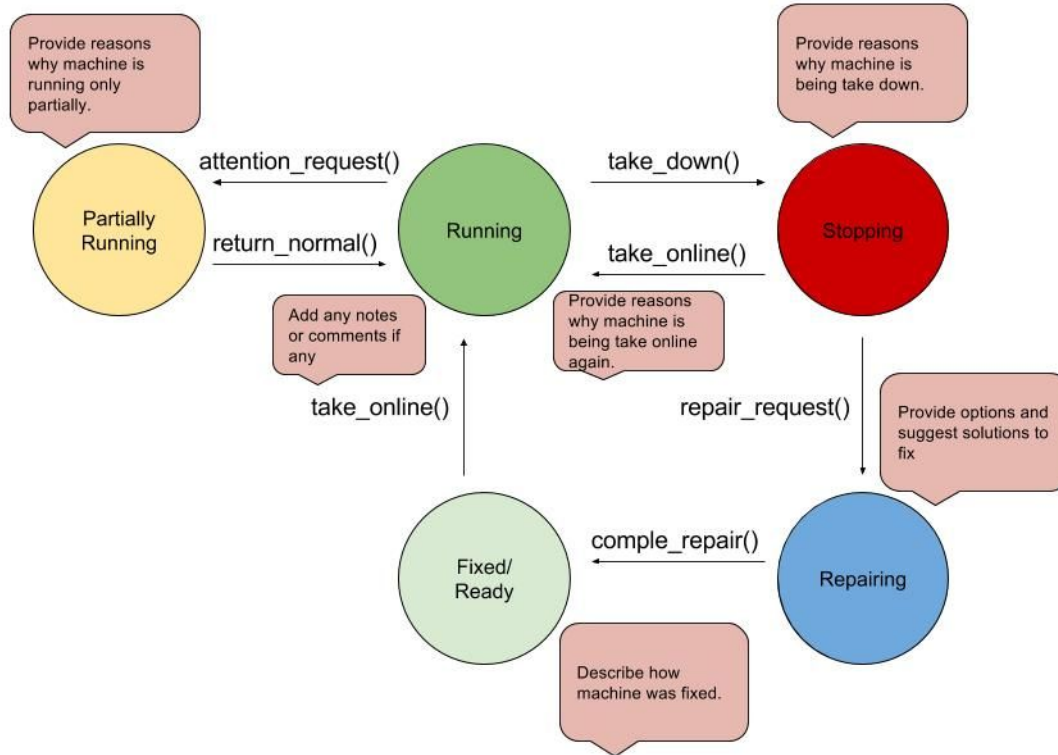 Provide reasons
why machine is
running only
partially.
Provide reasons
why machine is
being take down.
attention_request()
take_down()
Partially
Running
Running
Stopping
return_normal()
take_online()
Add any notes
or comments if
any
Provide reasons
why machine is
being take online
again.
take_online()
repair_request()
Provide options and
suggest solutions to
fix
comple_repair()
Fixed/
Ready
Repairing
Describe how
machine was fixed.